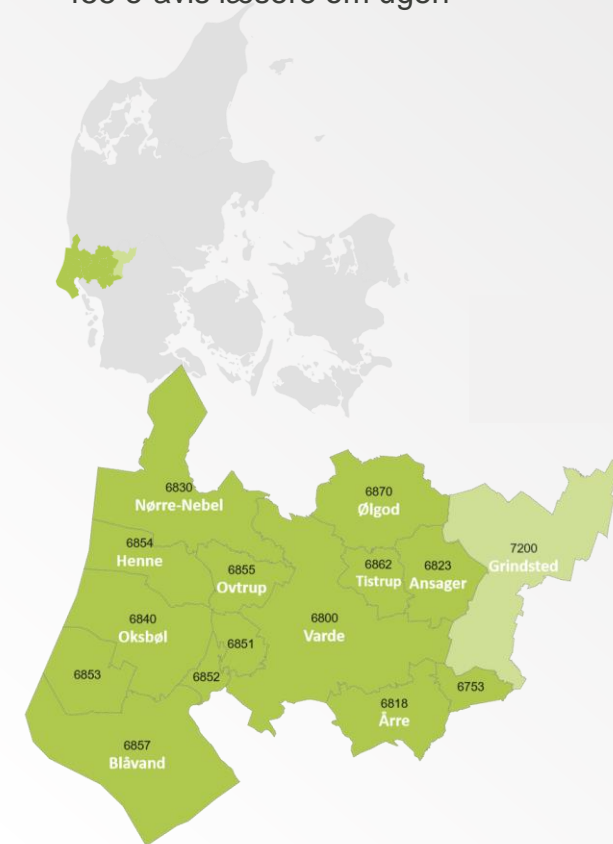 6830
Nørre-Nebel
6870
Ølgod
6854
Henne
7200
Grindsted
6855
Ovtrup
6862
Tistrup
6823
Ansager
6840
Oksbøl
6800
Varde
6851
6853
6852
6753
6818
Årre
6857
Blåvand